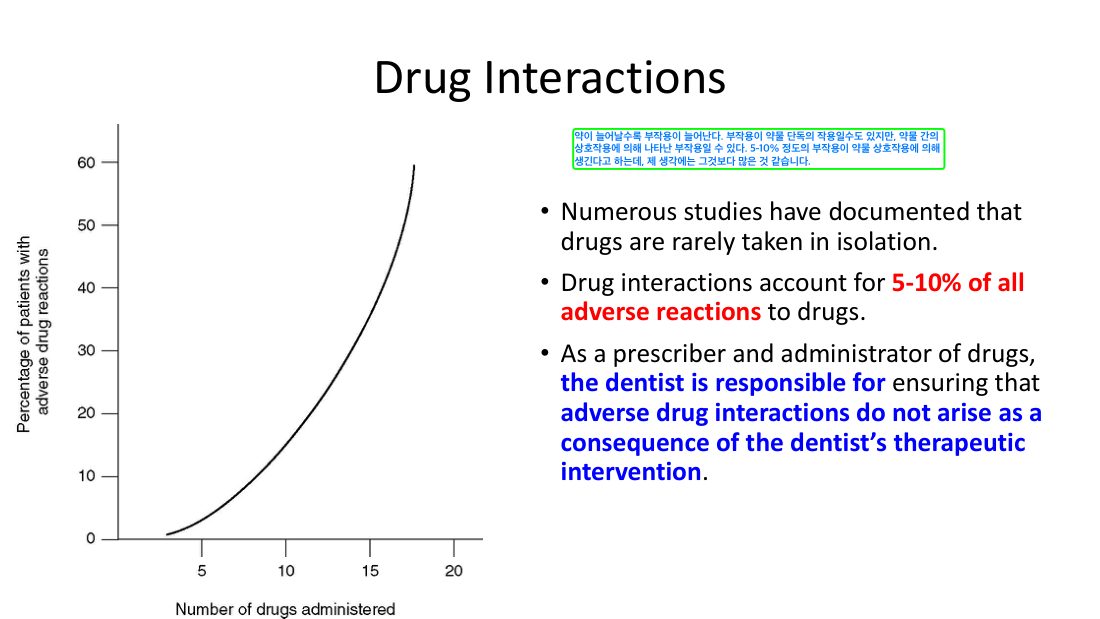 Drug Interactions
약이 늘어날수록 부작용이 늘어난다. 부작용이 약물 단독의 작용일수도 있지만, 약물 간의
상호작용에 의해 나타난 부작용일 수 있다. 5-10% 정도의 부작용이 약물 상호작용에 의해
생긴다고 하는데, 제 생각에는 그것보다 많은 것 같습니다.
Percentage of patients with
adverse drug reactions
60
50
40
30
20
10
0
5 10 15 20
Number of drugs administered
• Numerous studies have documented that
drugs are rarely taken in isolation.
• Drug interactions account for 5-10% of all
adverse reactions to drugs.
• As a prescriber and administrator of drugs,
the dentist is responsible for ensuring that
adverse drug interactions do not arise as a
consequence of the dentist’s therapeutic
intervention.